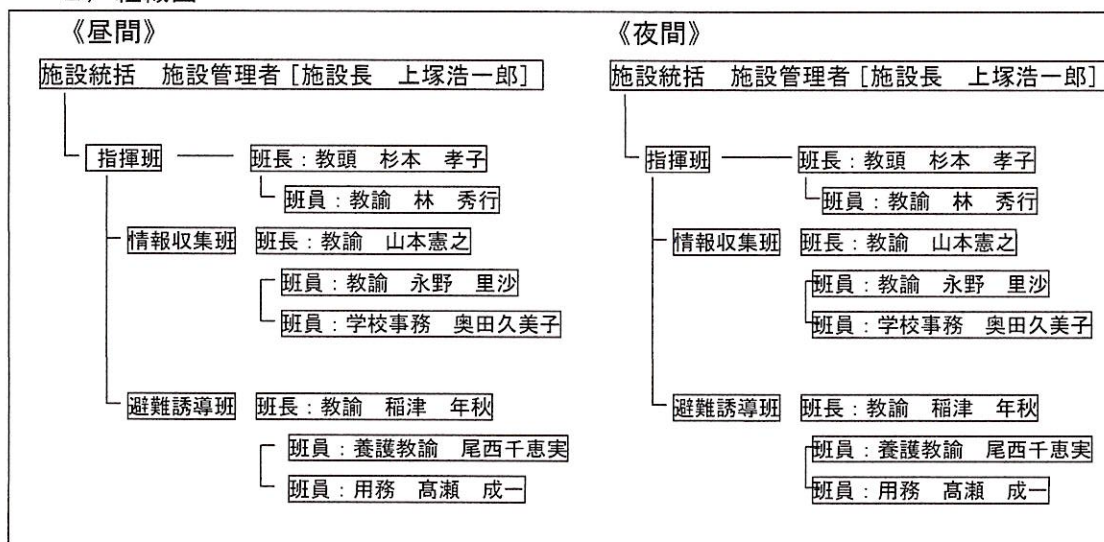 《昼間》
施設統括　施設管理者［施設長　上塚浩一郎］
指揮班　班長：教頭　杉本　孝子
班員：教諭　林　秀行
情報収集班　班長：教諭　山本憲之
班員：教諭　永野　里沙
班員：学校事務　奥田久美子
避難誘導班　班長：教諭　稲津　年秋
班員：養護教諭　尾西千恵実
班員：用務　髙瀬　成一
《夜間》
施設統括　施設管理者［施設長　上塚浩一郎］
指揮班　班長：教頭　杉本　孝子
班員：教諭　林　秀行
情報収集班　班長：教諭　山本憲之
班員：教諭　永野　里沙
班員：学校事務　奥田久美子
避難誘導班　班長：教諭　稲津　年秋
班員：養護教諭　尾西千恵実
班員：用務　髙瀬　成一